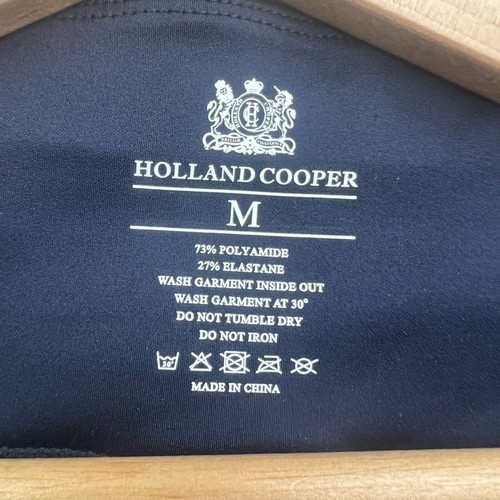 HOLLAND COOPER
M
73% POLYAMIDE
27% ELASTANE
WASH GARMENT INSIDE OUT
WASH GARMENT AT 30°
DO NOT TUMBLE DRY
DO NOT IRON
30°
MADE IN CHINA